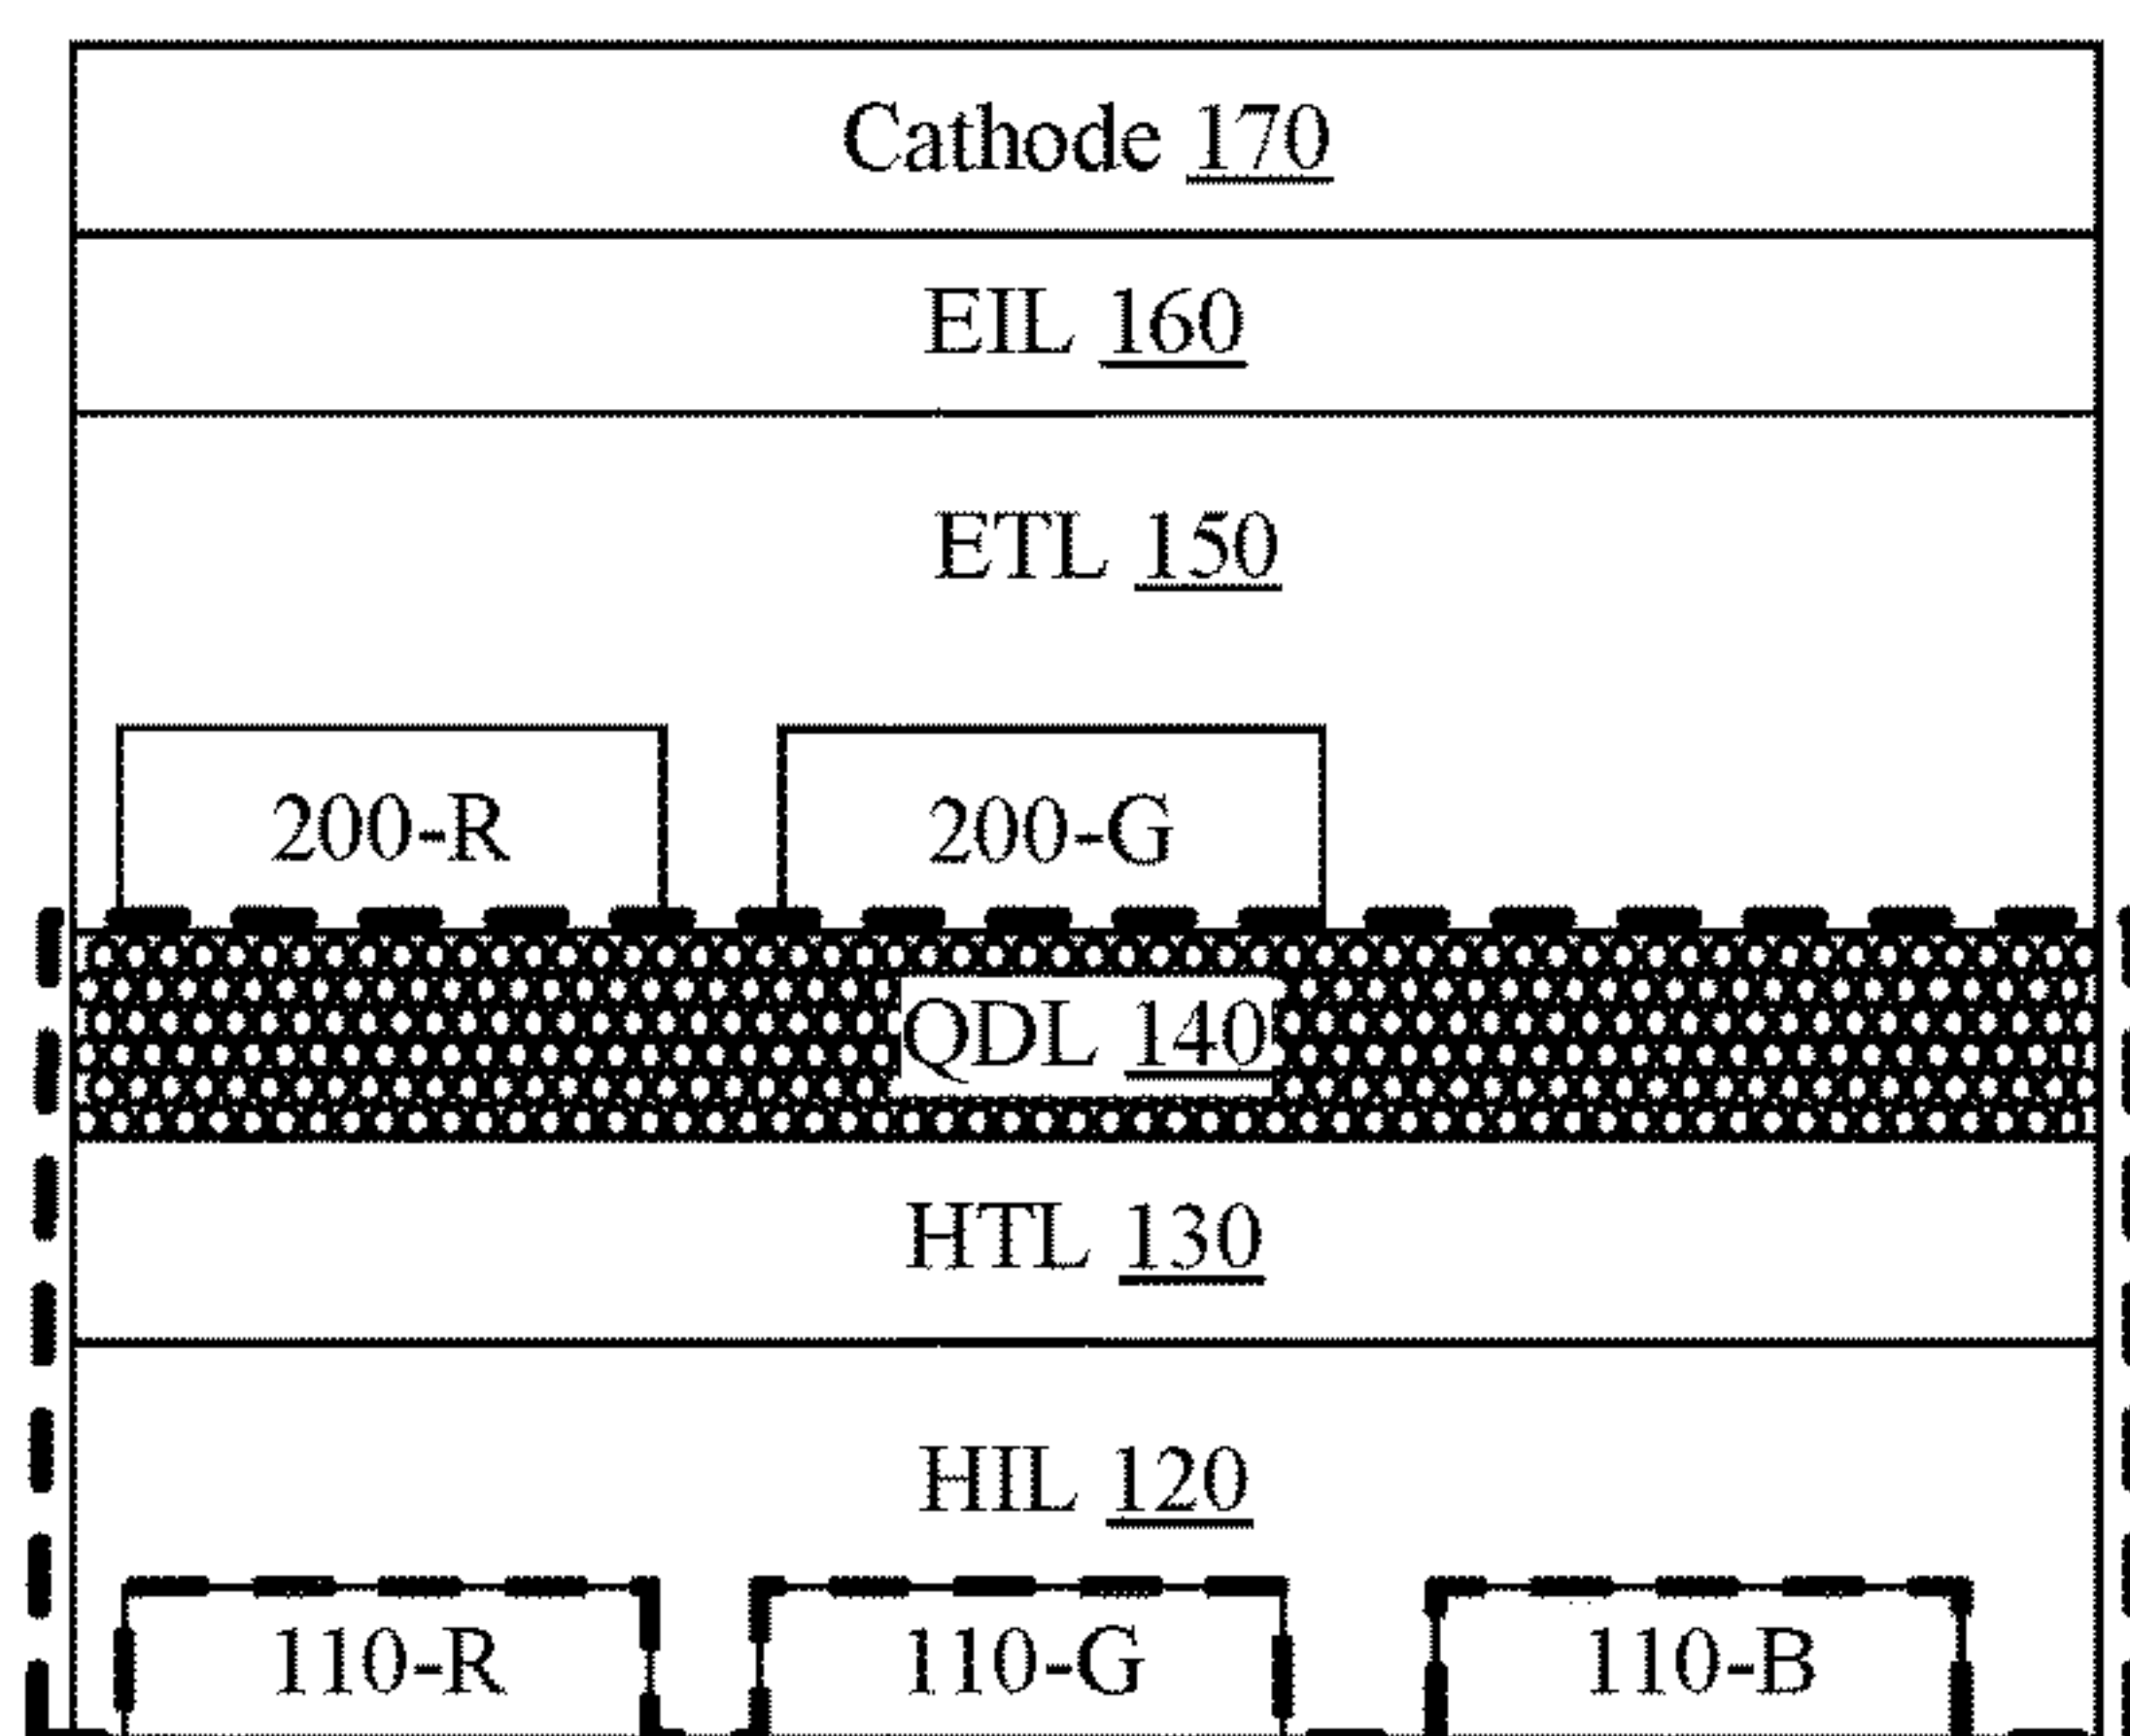 Cathode 170
EIL 160
ETL 150
200-R 200-G
QDL 140
HTL 130
HIL 120
110-R 110-G 110-B